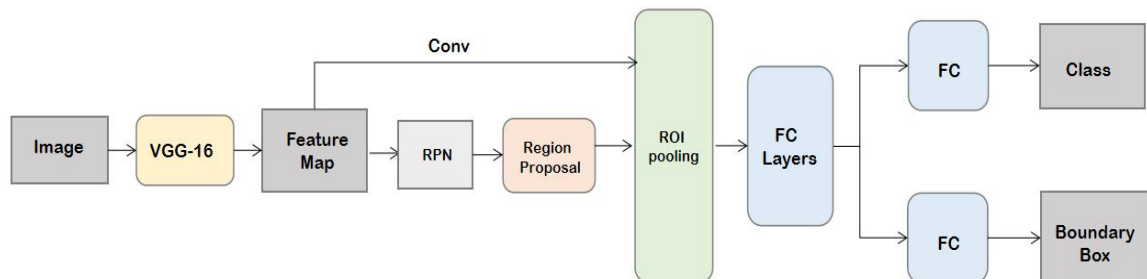 Conv
Image
VGG-16
Feature
Map
RPN
Region
Proposal
ROI
pooling
FC
Layers
FC
Class
FC
Boundary
Box